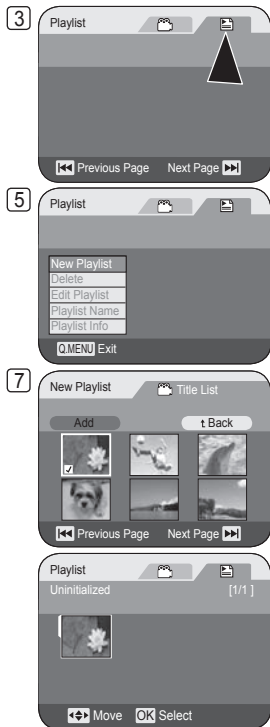 3
Playlist
Previous Page Next Page
5
Playlist
New Playlist
Delete
Edit Playlist
Playlist Name
Playlist Info
Q.MENU Exit
7
New Playlist Title List
Add t Back
Previous Page Next Page
Playlist
Uninitialized [1/1 ]
Move OK Select